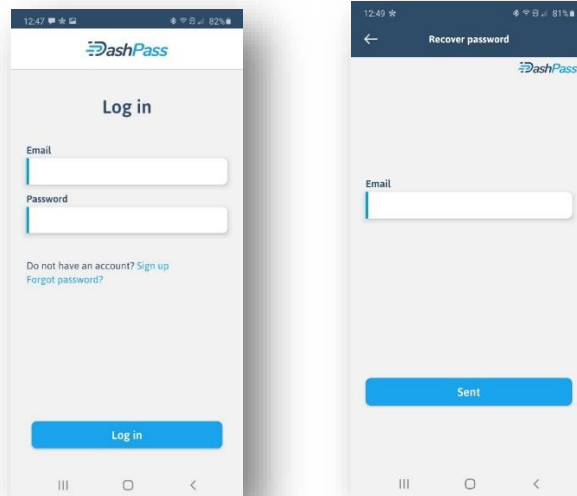 12:47
82%
DashPass
Log in
Email
Password
Do not have an account? Sign up
Forgot password?
Log in
12:49
81%
Recover password
DashPass
Email
Sent